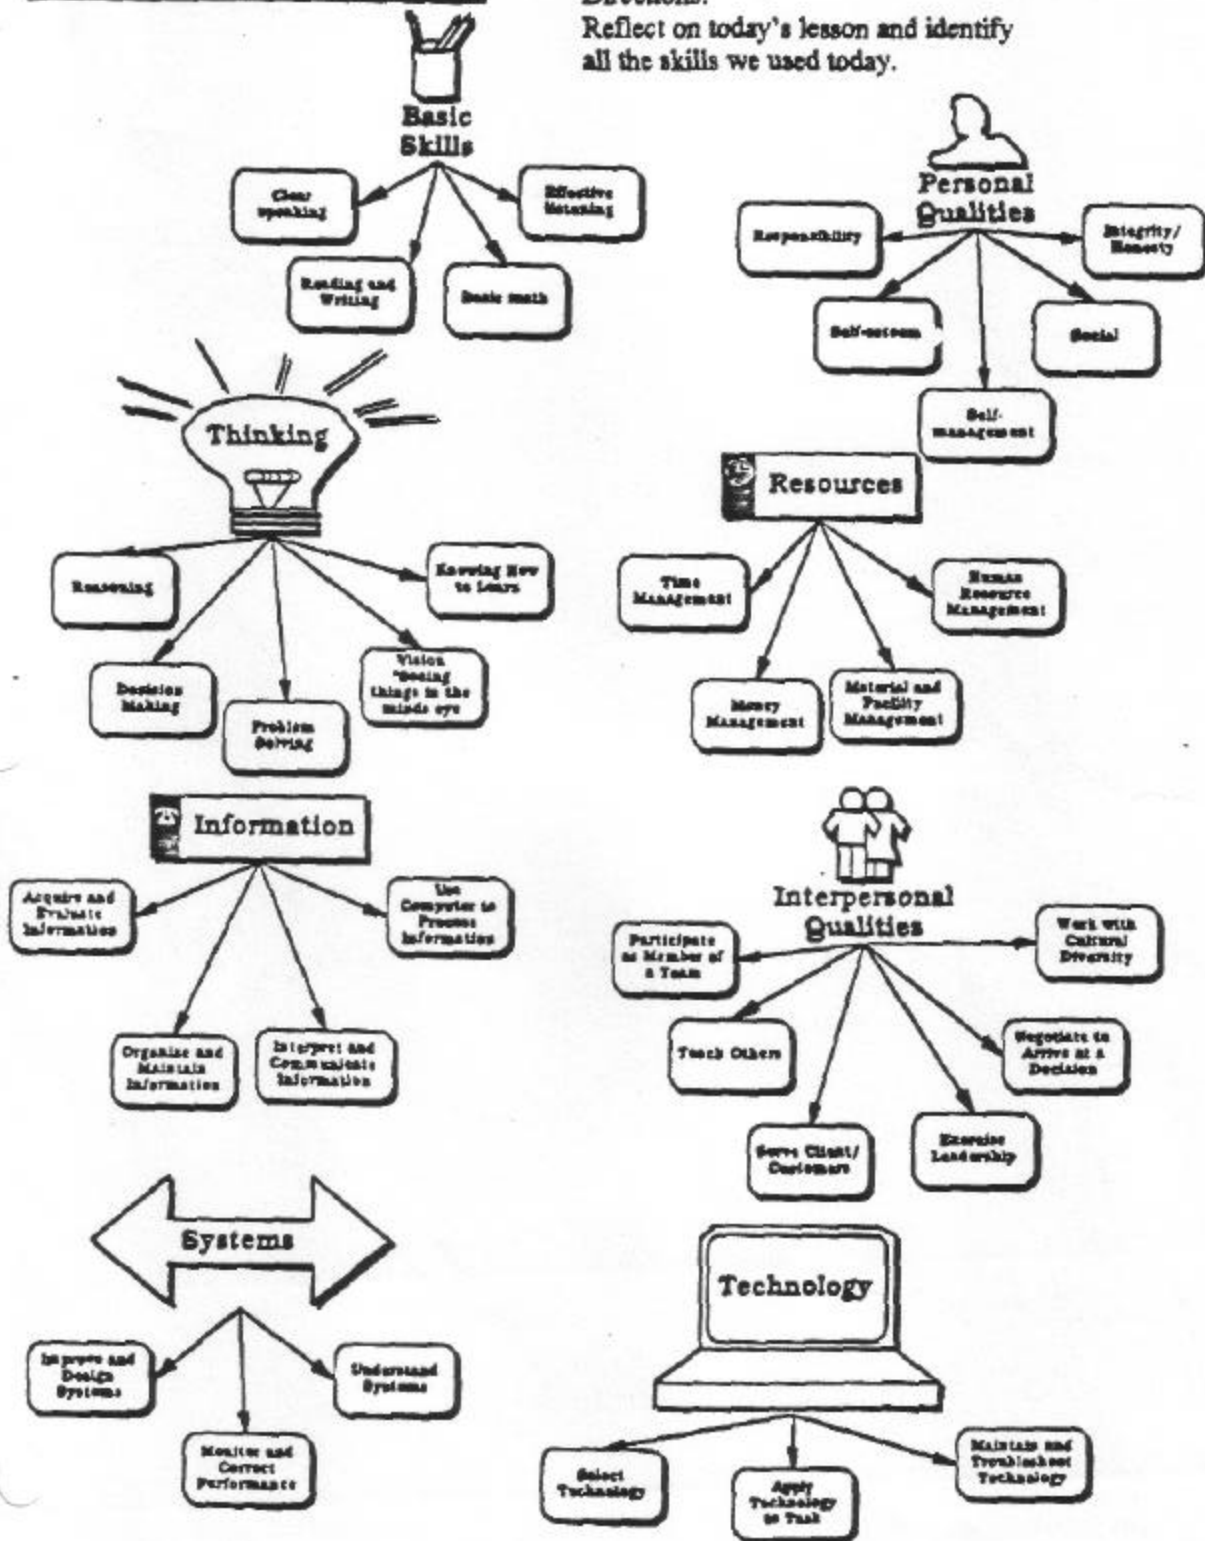 Directions:
Reflect on today's lesson and identify
all the skills we used today.
Basic
Skills
Clear
speaking
Effective
listening
Reading and
Writing
Basic math
Personal
Qualities
Responsibility
Integrity/
Honesty
Self-esteem
Social
Self-
management
Thinking
Reasoning
Knowing How
to Learn
Decision
Making
Problem
Solving
Vision
"Seeing
things in the
minds eye
Resources
Time
Management
Human
Resource
Management
Money
Management
Material and
Facility
Management
Information
Acquire and
Evaluate
Information
Use
Computer to
Process
Information
Organize and
Maintain
Information
Interpret and
Communicate
Information
Interpersonal
Qualities
Participate
as Member of
a Team
Work with
Cultural
Diversity
Teach Others
Negotiate to
Arrive at a
Decision
Serve Client/
Customers
Exercise
Leadership
Systems
Improve and
Design
Systems
Understand
Systems
Monitor and
Correct
Performance
Technology
Select
Technology
Apply
Technology
to Task
Maintain and
Troubleshoot
Technology